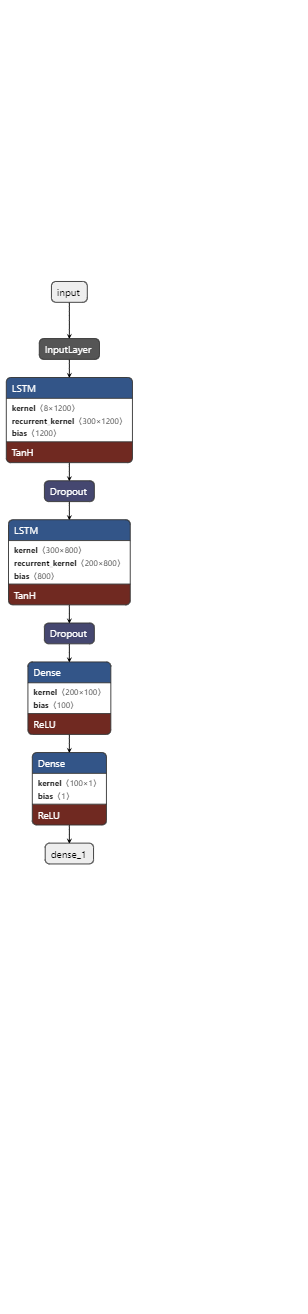 input
InputLayer
LSTM
kernel ⟨8×1200⟩
recurrent kernel ⟨300×1200⟩
bias ⟨1200⟩
TanH
Dropout
LSTM
kernel ⟨300×800⟩
recurrent kernel ⟨200×800⟩
bias ⟨800⟩
TanH
Dropout
Dense
kernel ⟨200×100⟩
bias ⟨100⟩
ReLU
Dense
kernel ⟨100×1⟩
bias ⟨1⟩
ReLU
dense_1